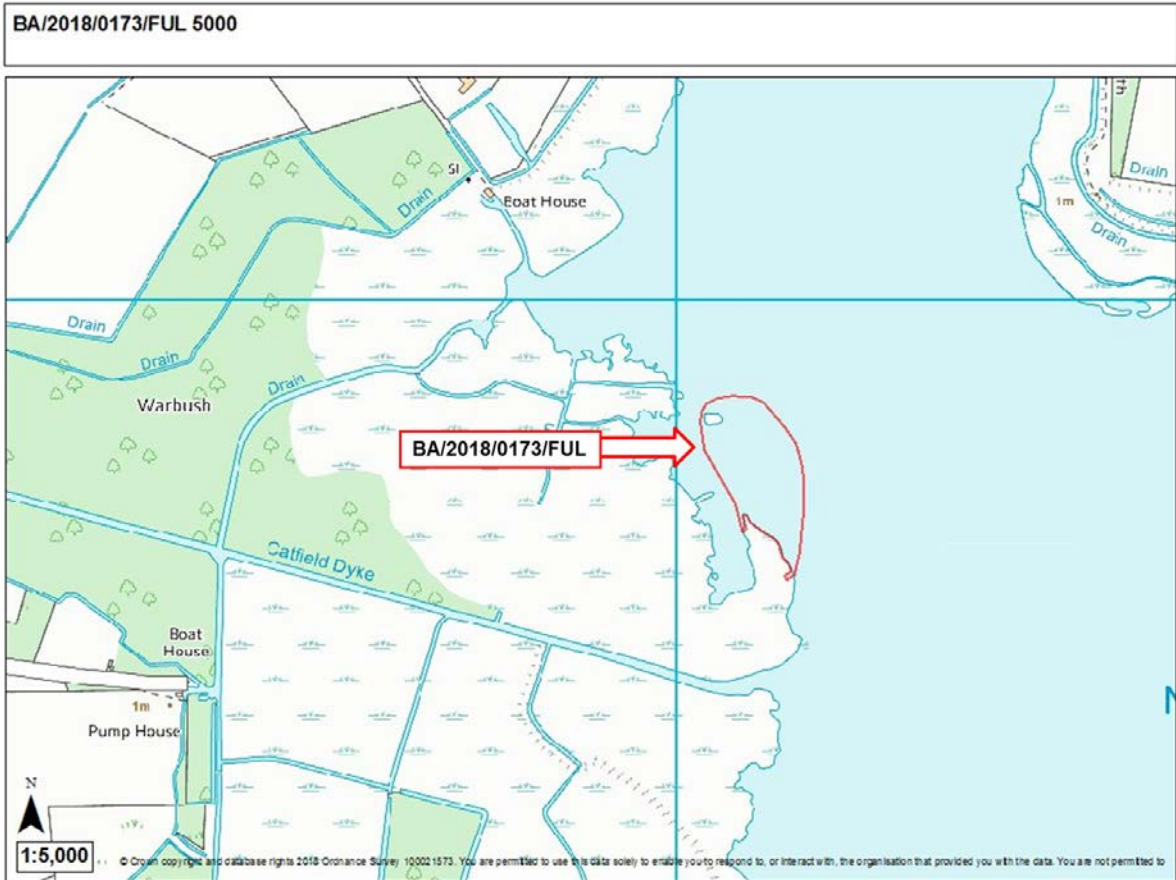 BA/2018/0173/FUL 5000
Drain
SI
Boat House
Drain
1m
Drain
Drain
Drain
Drain
Warbush
BA/2018/0173/FUL
Catfield Dyke
Boat
House
1m
Pump House
N
1:5,000
© Crown copyright and database rights 2018 Ordnance Survey 100021573. You are permitted to use this data solely to enable you to respond to, or interact with, the organisation that provided you with the data. You are not permitted to